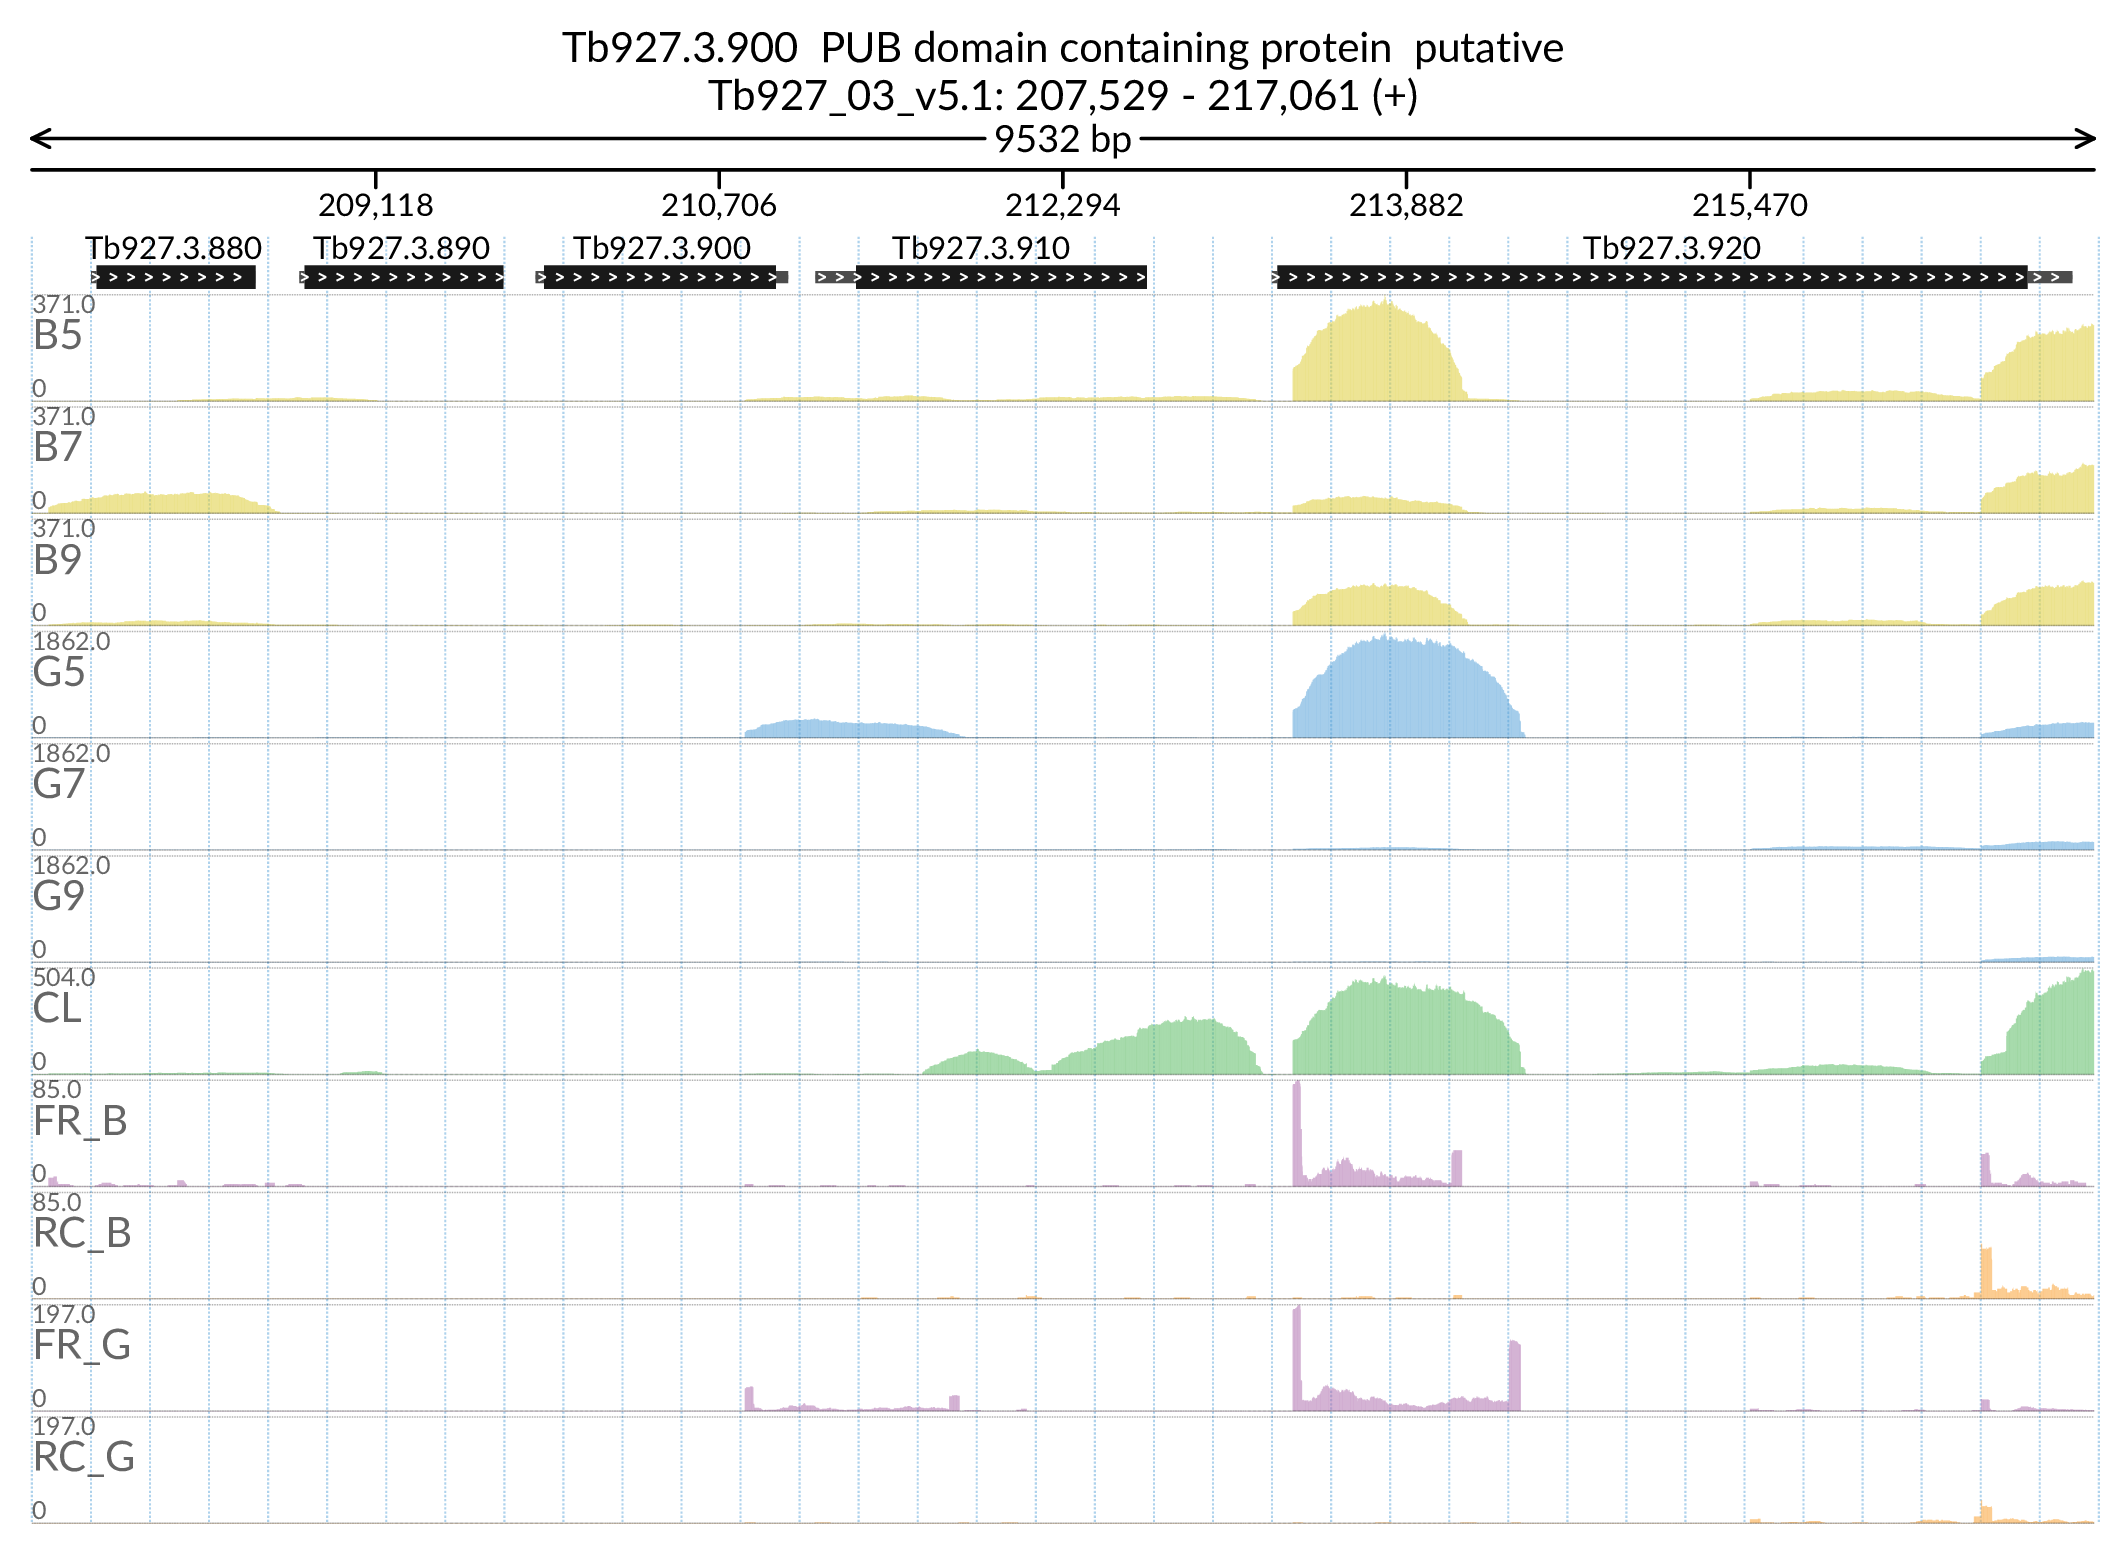 Tb927.3.900  PUB domain containing protein  putative
Tb927_03_v5.1: 207,529 - 217,061 (+)
9532 bp
209,118 210,706 212,294 213,882 215,470
Tb927.3.880 Tb927.3.890 Tb927.3.900 Tb927.3.910 Tb927.3.920
371.0
B5
0
371.0
B7
0
371.0
B9
0
1862.0
G5
0
1862.0
G7
0
1862.0
G9
0
504.0
CL
0
85.0
FR_B
0
85.0
RC_B
0
197.0
FR_G
0
197.0
RC_G
0